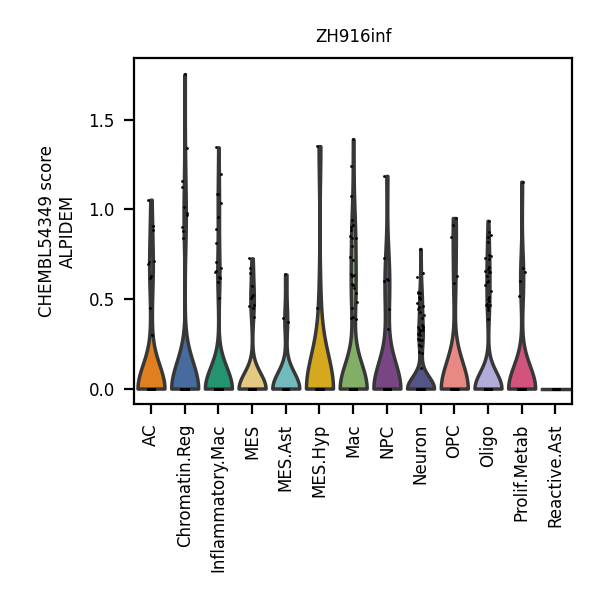 ZH916inf
CHEMBL54349 score
ALPIDEM
1.5
1.0
0.5
0.0
AC
Chromatin.Reg
Inflammatory.Mac
MES
MES.Ast
MES.Hyp
Mac
NPC
Neuron
OPC
Oligo
Prolif.Metab
Reactive.Ast